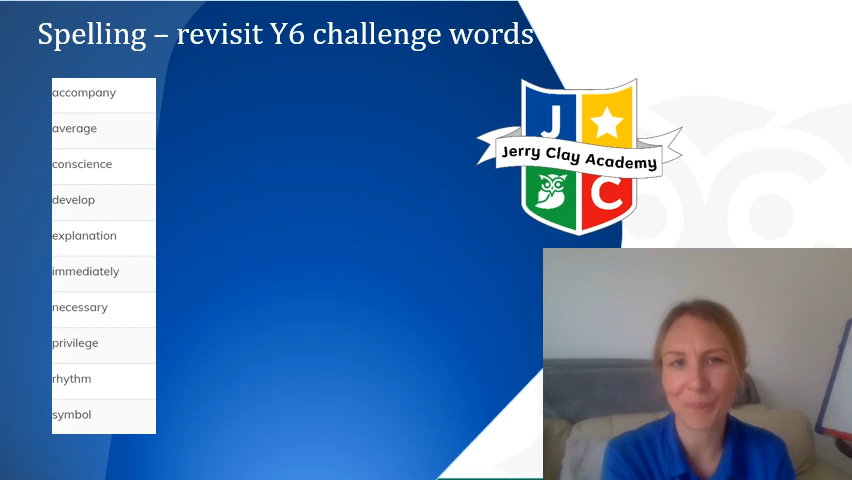 Spelling – revisit Y6 challenge words
accompany
average
conscience
develop
explanation
immediately
necessary
privilege
rhythm
symbol
J
Jerry Clay Academy
C